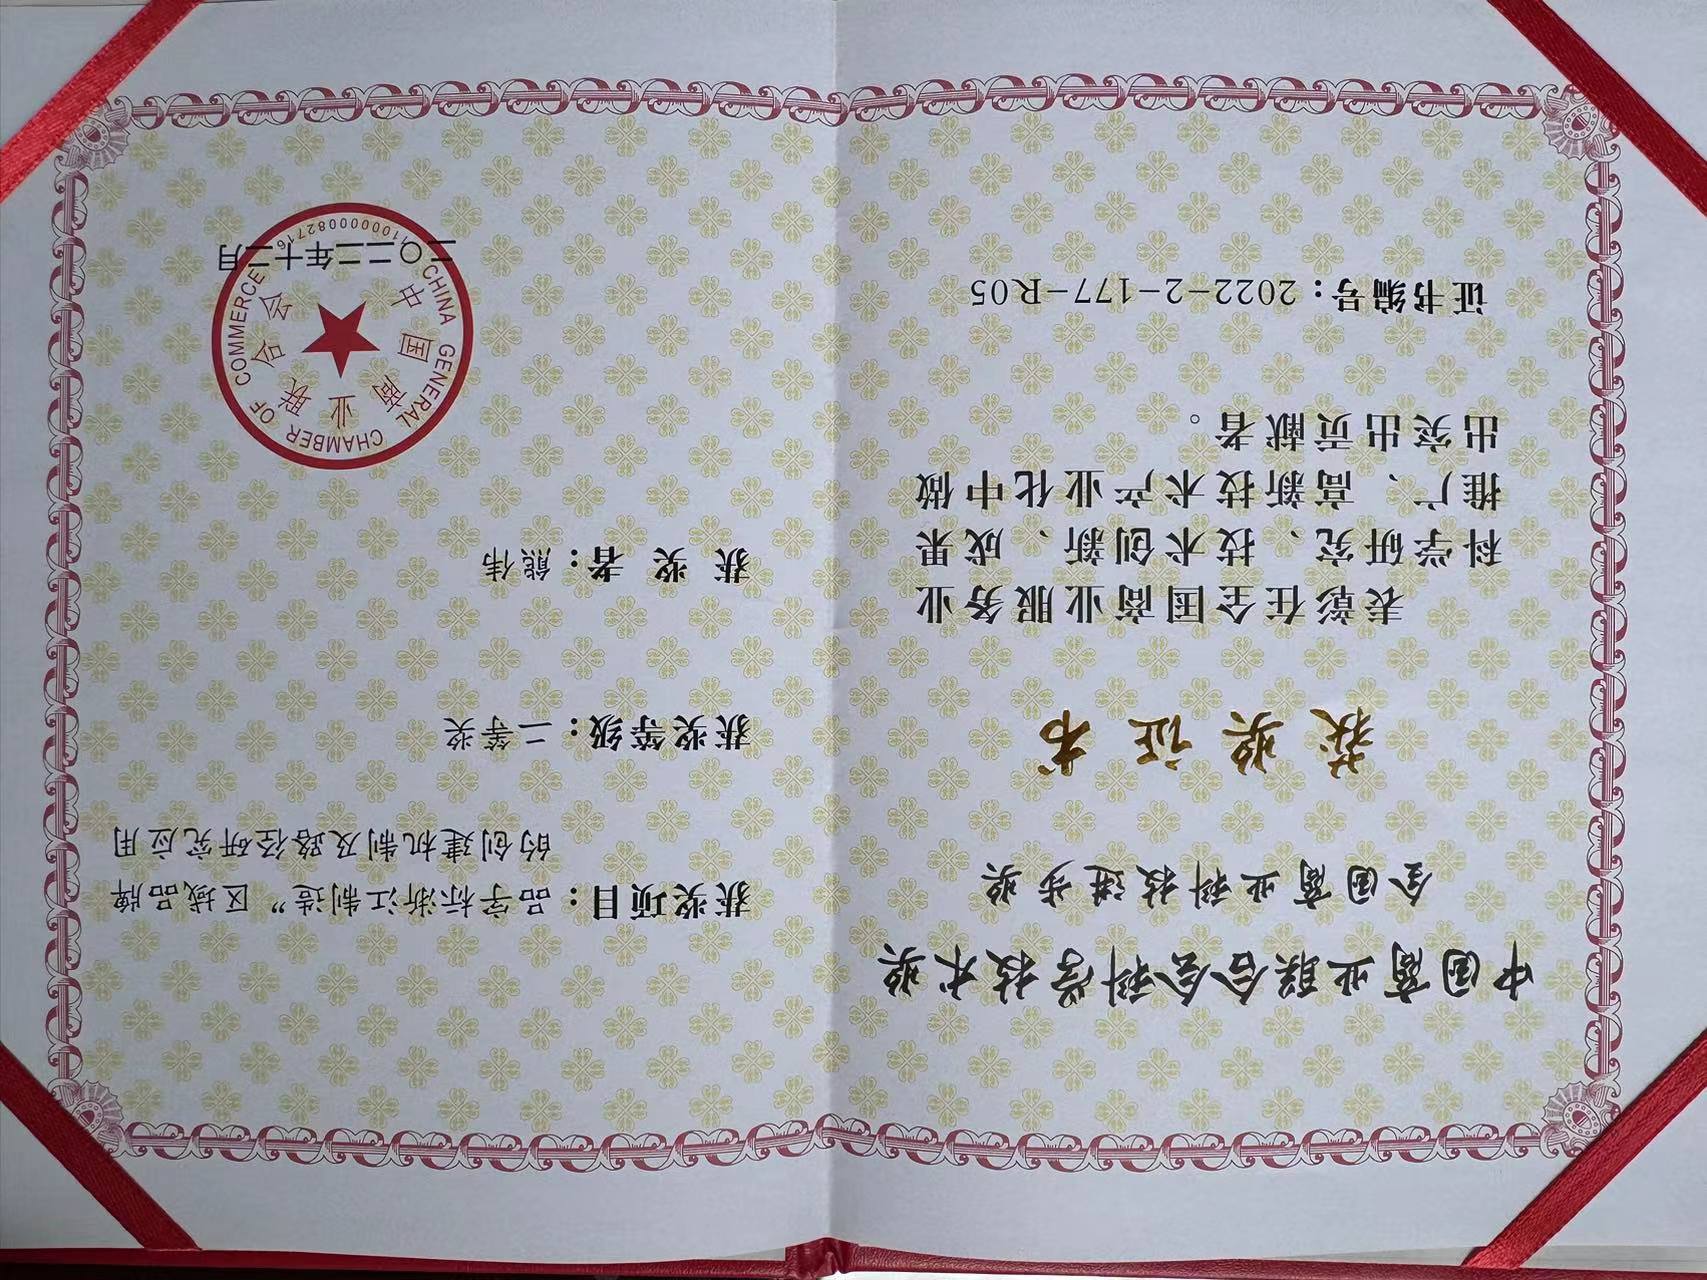 中国商业联合会科学技术奖
全国商业科技进步奖
获奖证书
表彰在全国商业服务业
科学研究、技术创新、成果
推广、高新技术产业化中做
出突出贡献者。
证书编号：2022-2-177-R05
获奖项目：品字标浙江制造”区域品牌
的创建机制及路径研究应用
获奖等级：二等奖
获 奖 者：熊伟
CHINA GENERAL CHAMBER OF COMMERCE
中国商业联合会
二〇二二年十二月